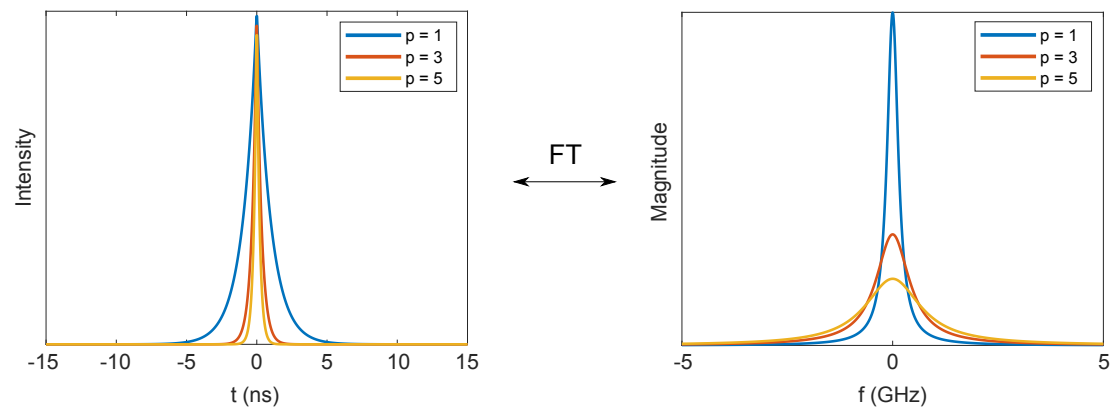 Intensity
p = 1
p = 3
p = 5
-15 -10 -5 0 5 10 15
t (ns)
FT
Magnitude
p = 1
p = 3
p = 5
-5 0 5
f (GHz)